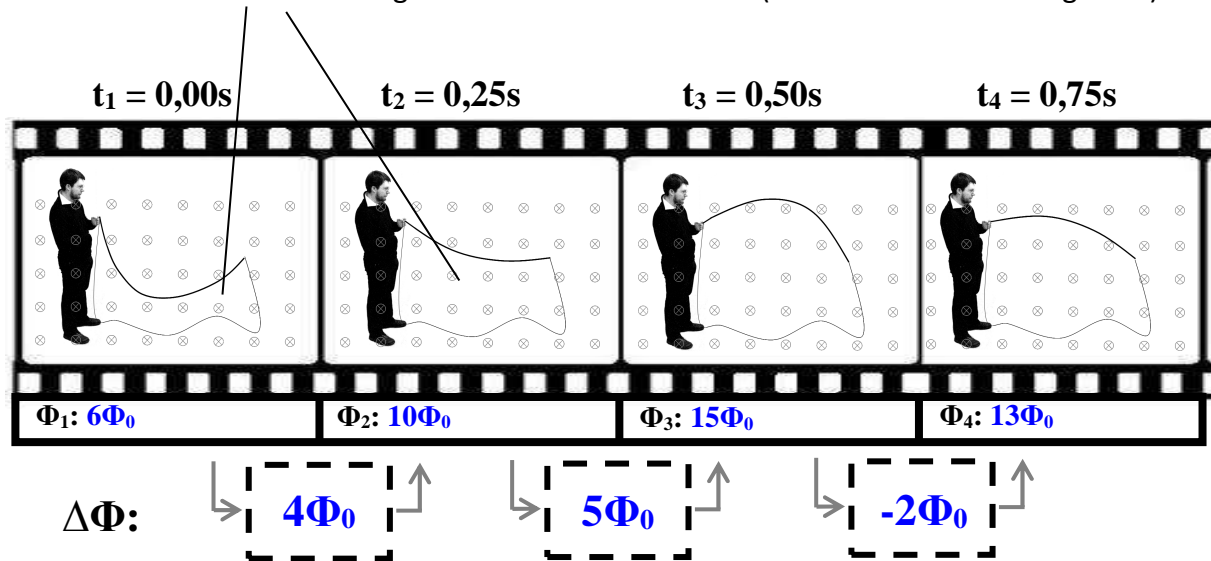 t₁ = 0,00s t₂ = 0,25s t₃ = 0,50s t₄ = 0,75s
Φ₁: 6Φ₀ Φ₂: 10Φ₀ Φ₃: 15Φ₀ Φ₄: 13Φ₀
ΔΦ: 4Φ₀ 5Φ₀ -2Φ₀